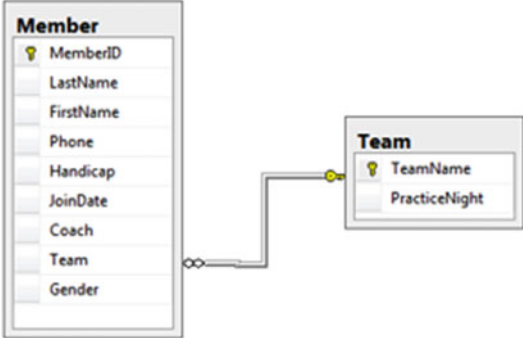 Member
MemberID
LastName
FirstName
Phone
Handicap
JoinDate
Coach
Team
Gender
Team
TeamName
PracticeNight